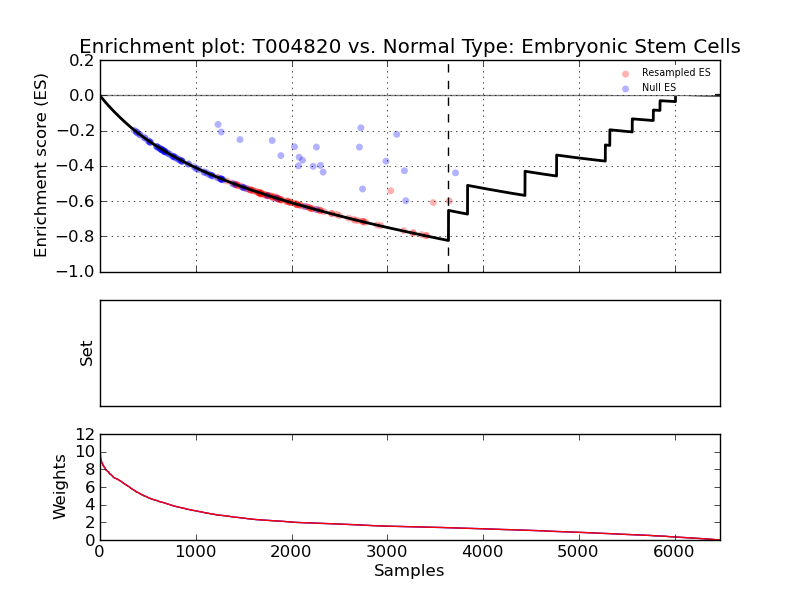 Enrichment plot: T004820 vs. Normal Type: Embryonic Stem Cells
Enrichment score (ES)
0.2
0.0
−0.2
−0.4
−0.6
−0.8
−1.0
Resampled ES
Null ES
Set
Weights
12
10
8
6
4
2
0
0 1000 2000 3000 4000 5000 6000
Samples